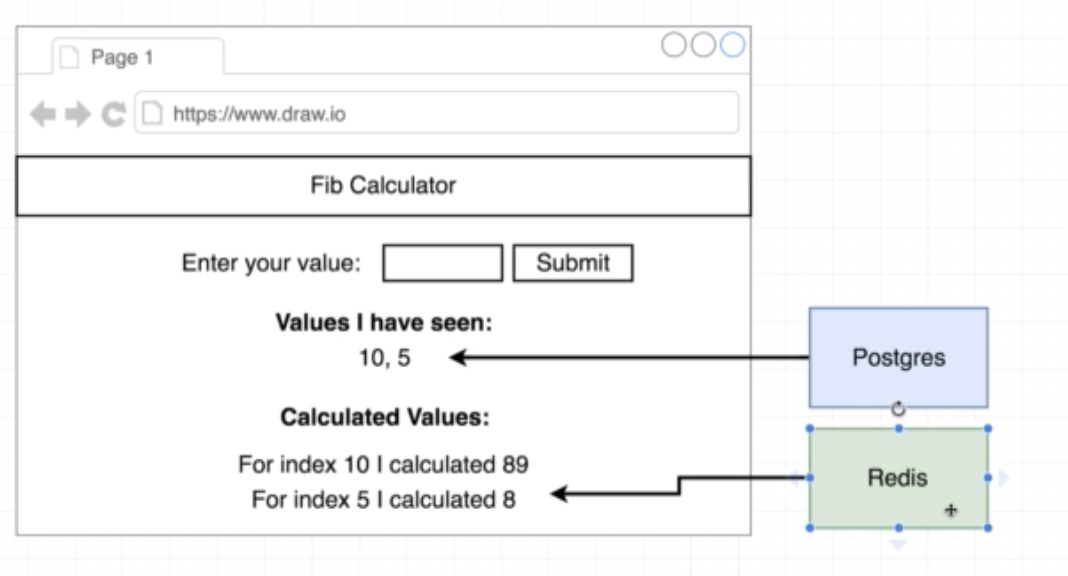 Page 1
https://www.draw.io
Fib Calculator
Enter your value: Submit
Values I have seen:
10, 5
Postgres
Calculated Values:
For index 10 I calculated 89
Redis
For index 5 I calculated 8